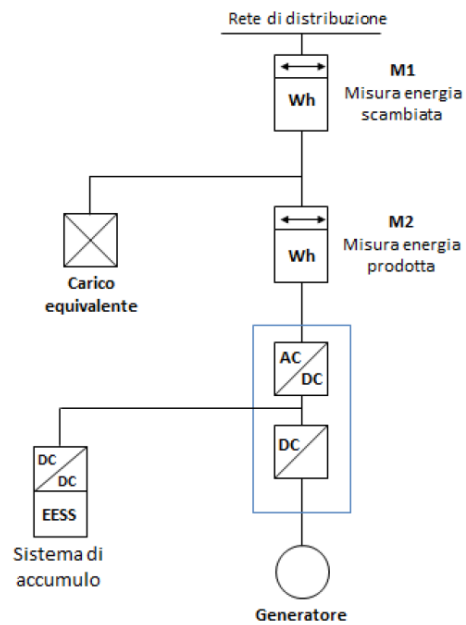 Rete di distribuzione
M1
Misura energia
scambiata
Wh
M2
Misura energia
prodotta
Wh
Carico
equivalente
AC
DC
DC
DC
DC
EESS
Sistema di
accumulo
Generatore